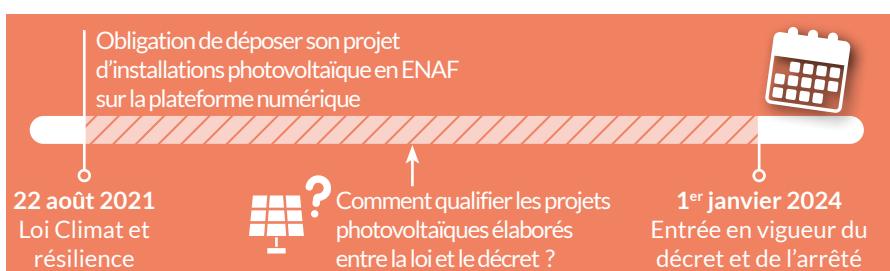 Obligation de déposer son projet
d’installations photovoltaïque en ENAF
sur la plateforme numérique
22 août 2021
Loi Climat et
résilience
?
Comment qualifier les projets
photovoltaïques élaborés
entre la loi et le décret ?
1er janvier 2024
Entrée en vigueur du
décret et de l’arrêté